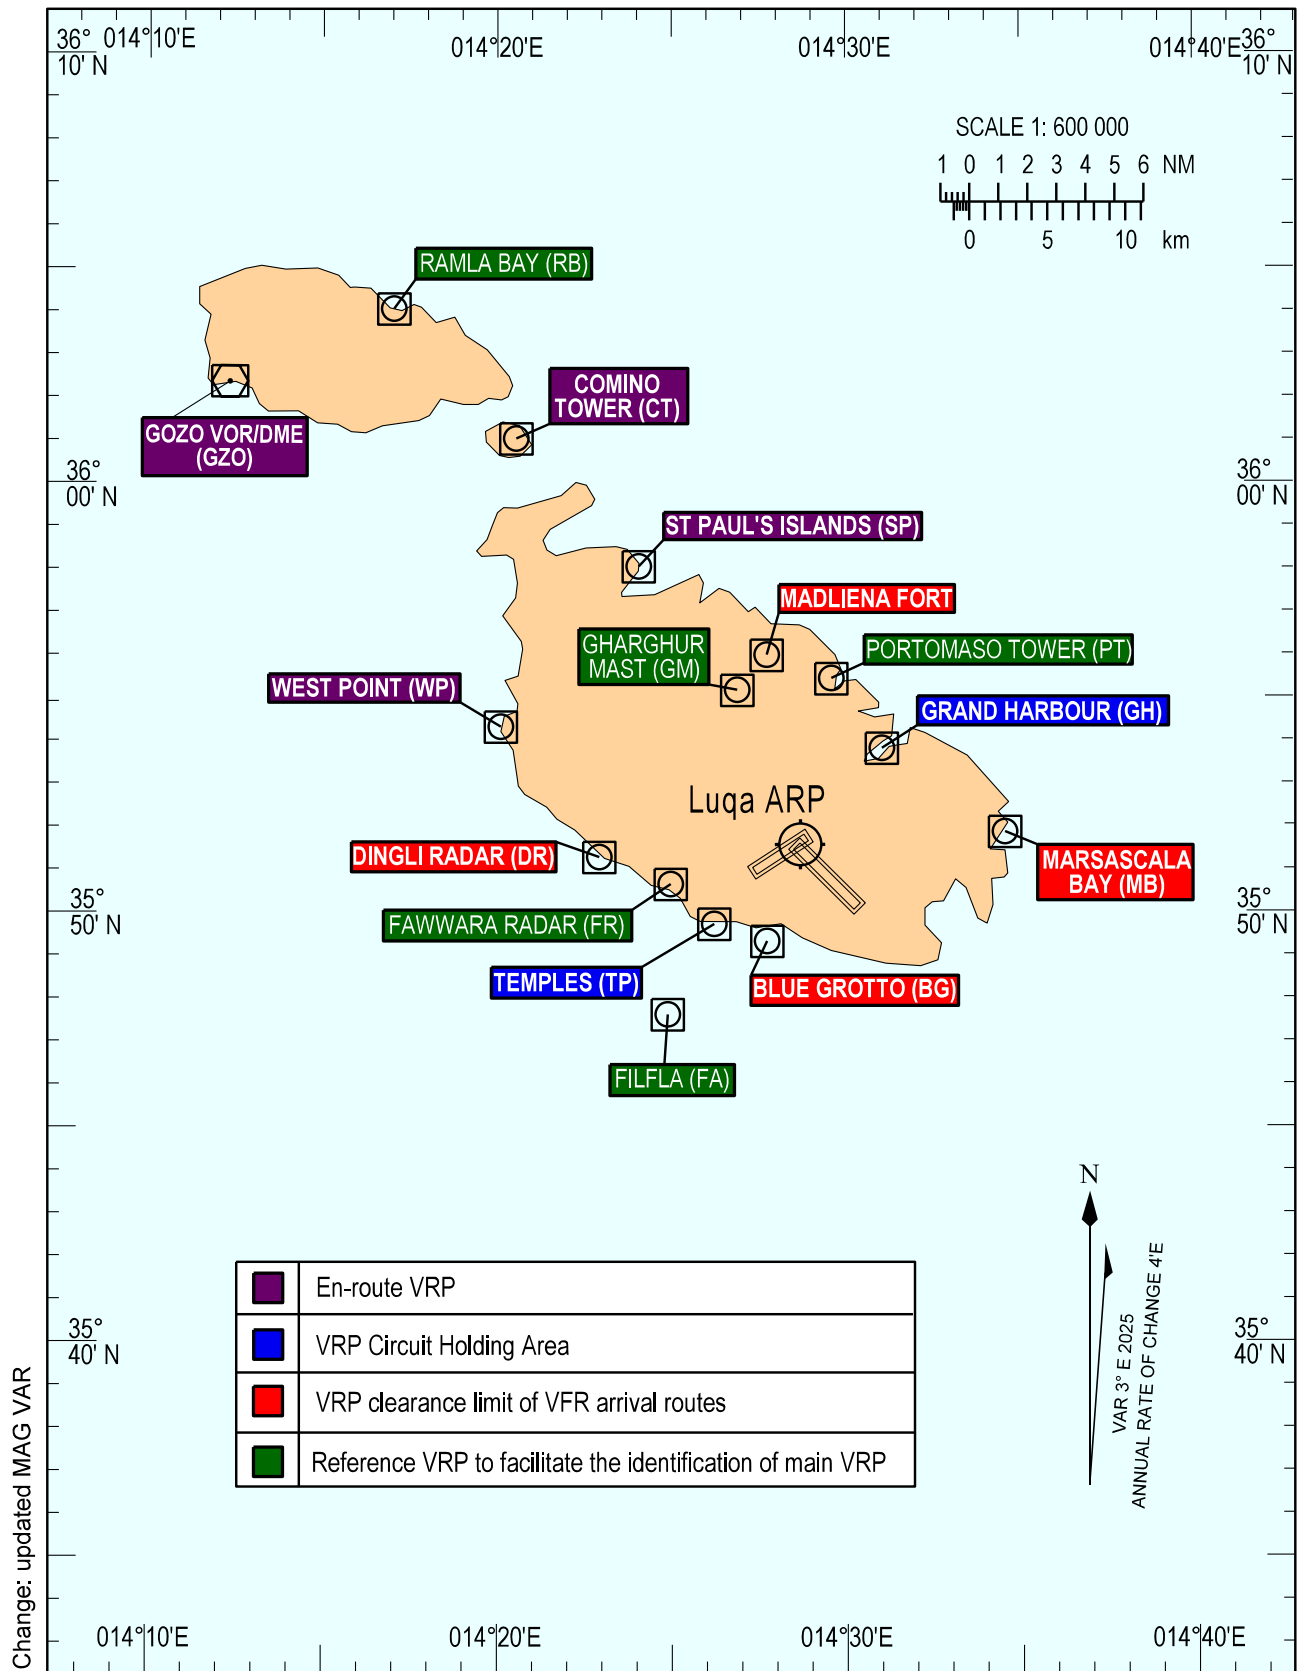 014°10'E
014°20'E
014°30'E
014°40'E
36°
10' N
36°
10' N
SCALE 1: 600 000
1 0 1 2 3 4 5 6 NM
0 5 10 km
RAMLA BAY (RB)
COMINO
TOWER (CT)
GOZO VOR/DME
(GZO)
36°
00' N
36°
00' N
ST PAUL'S ISLANDS (SP)
MADLIENA FORT
GHARGHUR
MAST (GM)
PORTOMASO TOWER (PT)
WEST POINT (WP)
GRAND HARBOUR (GH)
Luqa ARP
DINGLI RADAR (DR)
MARSASCALA
BAY (MB)
35°
50' N
35°
50' N
FAWWARA RADAR (FR)
TEMPLES (TP)
BLUE GROTTO (BG)
FILFLA (FA)
N
VAR 3° E 2025
ANNUAL RATE OF CHANGE 4'E
En-route VRP
VRP Circuit Holding Area
VRP clearance limit of VFR arrival routes
Reference VRP to facilitate the identification of main VRP
35°
40' N
35°
40' N
Change: updated MAG VAR
014°10'E
014°20'E
014°30'E
014°40'E